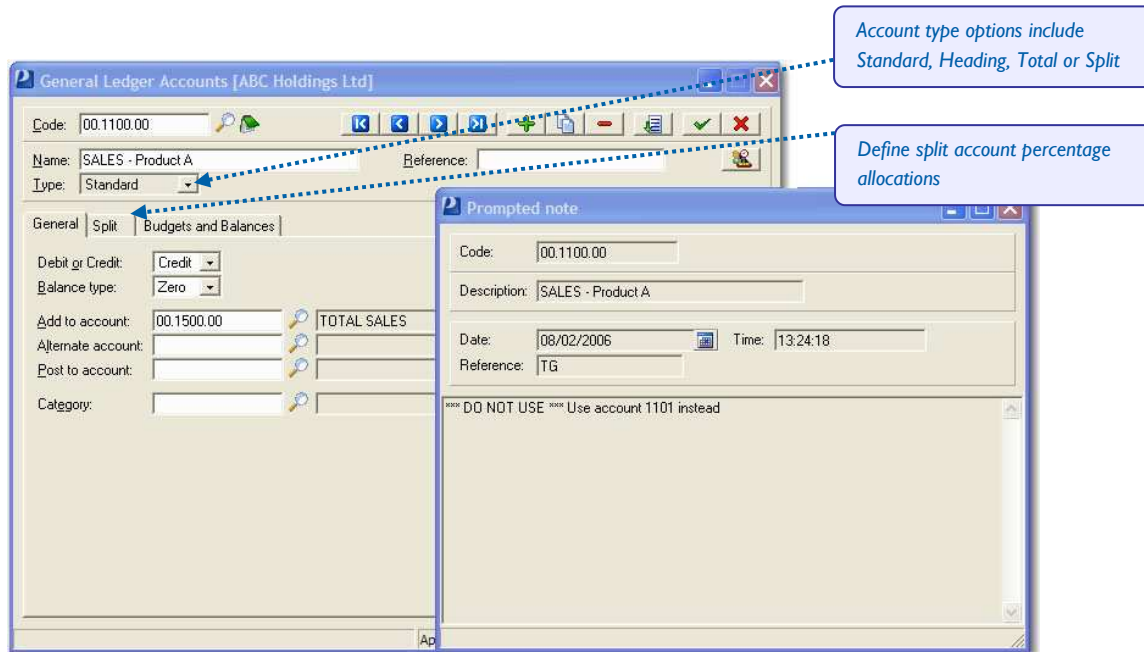 Account type options include
Standard, Heading, Total or Split
General Ledger Accounts [ABC Holdings Ltd]
Code: 00.1100.00
Name: SALES - Product A Reference:
Type: Standard
Define split account percentage
allocations
General Split Budgets and Balances
Debit or Credit: Credit
Balance type: Zero
Add to account: 00.1500.00 TOTAL SALES
Alternate account:
Post to account:
Category:
Ap
Prompted note
Code: 00.1100.00
Description: SALES - Product A
Date: 08/02/2006 Time: 13:24:18
Reference: TG
*** DO NOT USE *** Use account 1101 instead